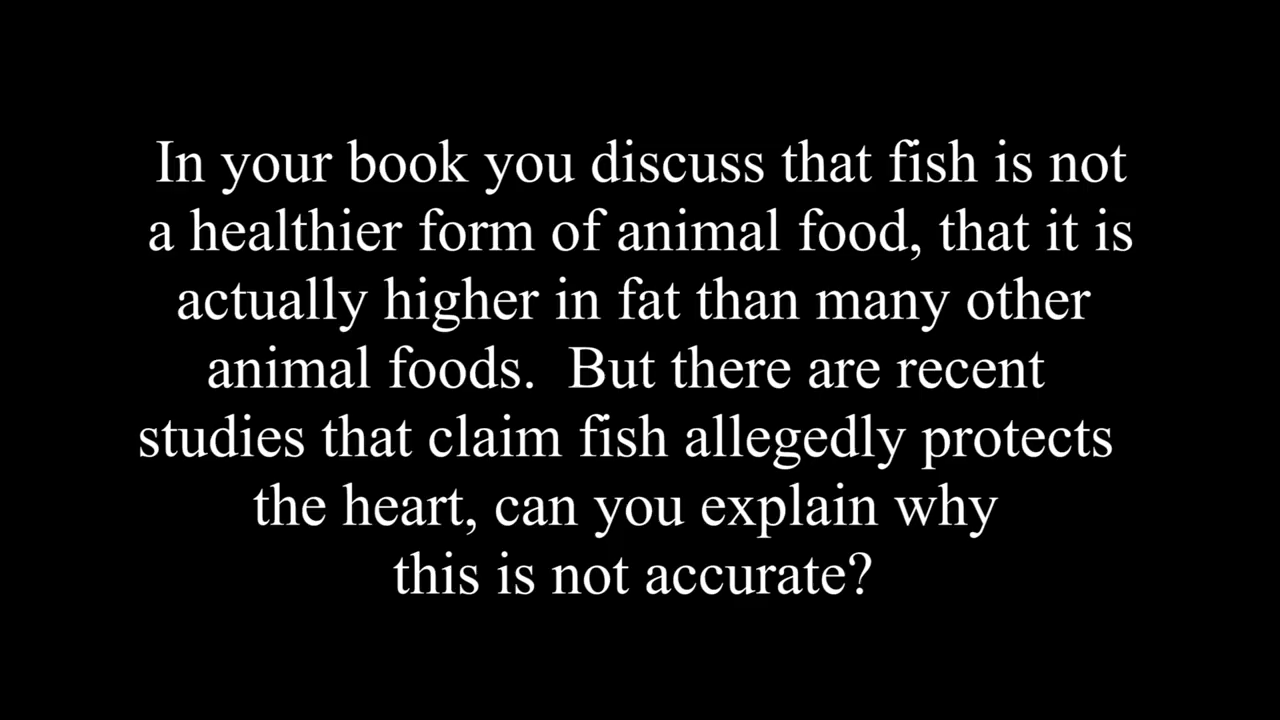 In your book you discuss that fish is not
a healthier form of animal food, that it is
actually higher in fat than many other
animal foods.  But there are recent
studies that claim fish allegedly protects
the heart, can you explain why
this is not accurate?